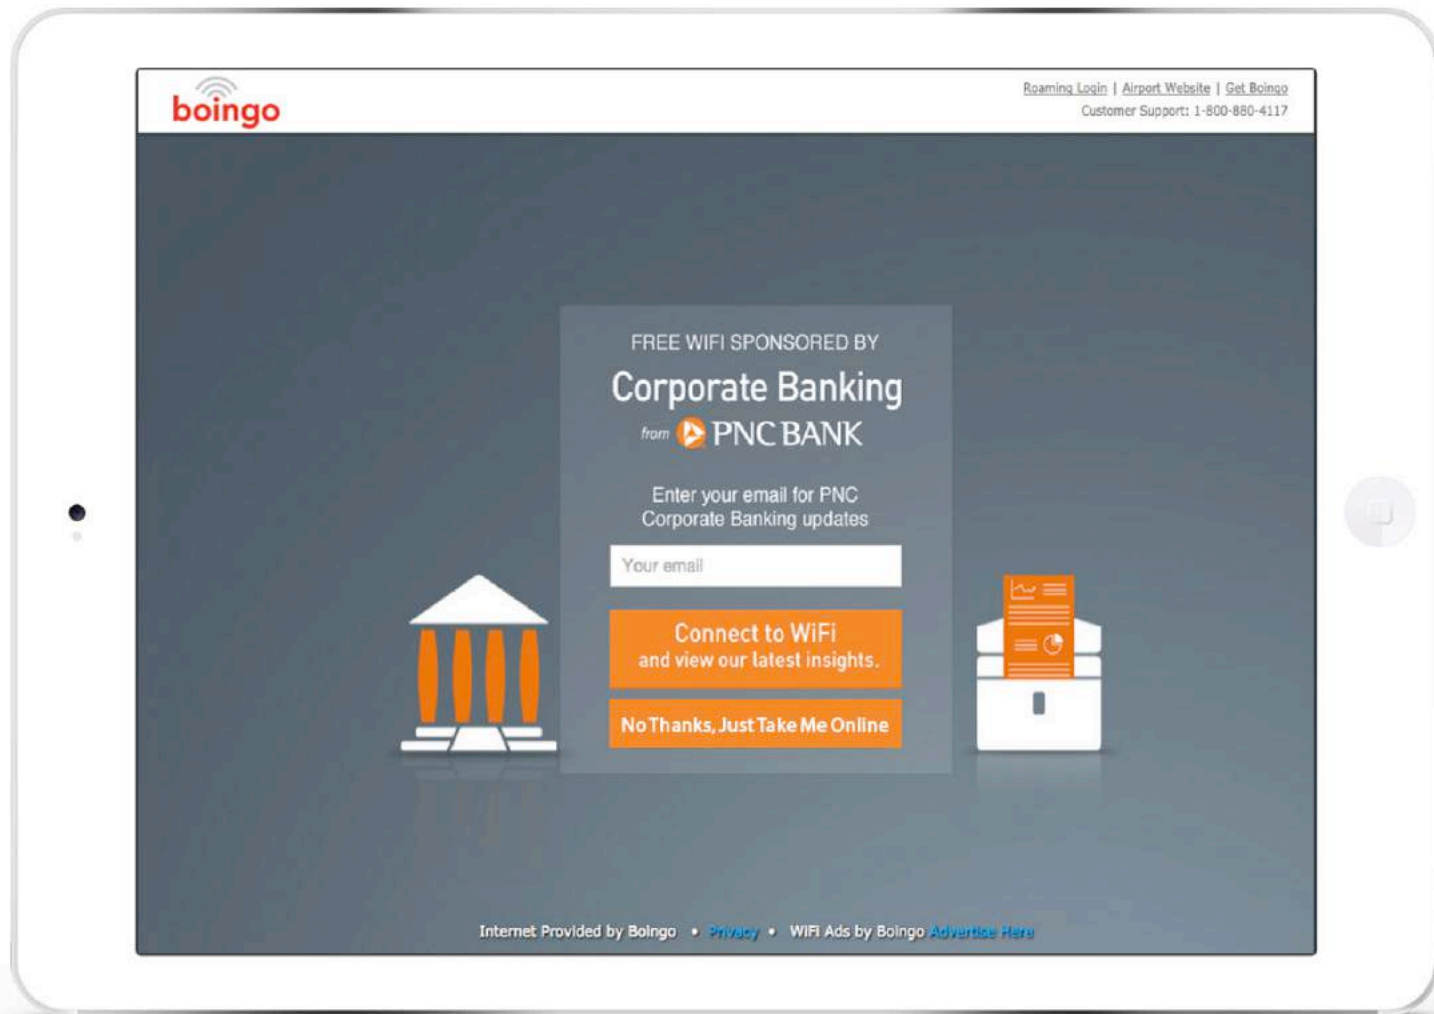 boingo
Roaming Login | Airport Website | Get Boingo
Customer Support: 1-800-880-4117
FREE WIFI SPONSORED BY
Corporate Banking
from PNC BANK
Enter your email for PNC
Corporate Banking updates
Your email
Connect to WiFi
and view our latest insights.
No Thanks, Just Take Me Online
Internet Provided by Boingo • Privacy • WiFi Ads by Boingo Advertise Here